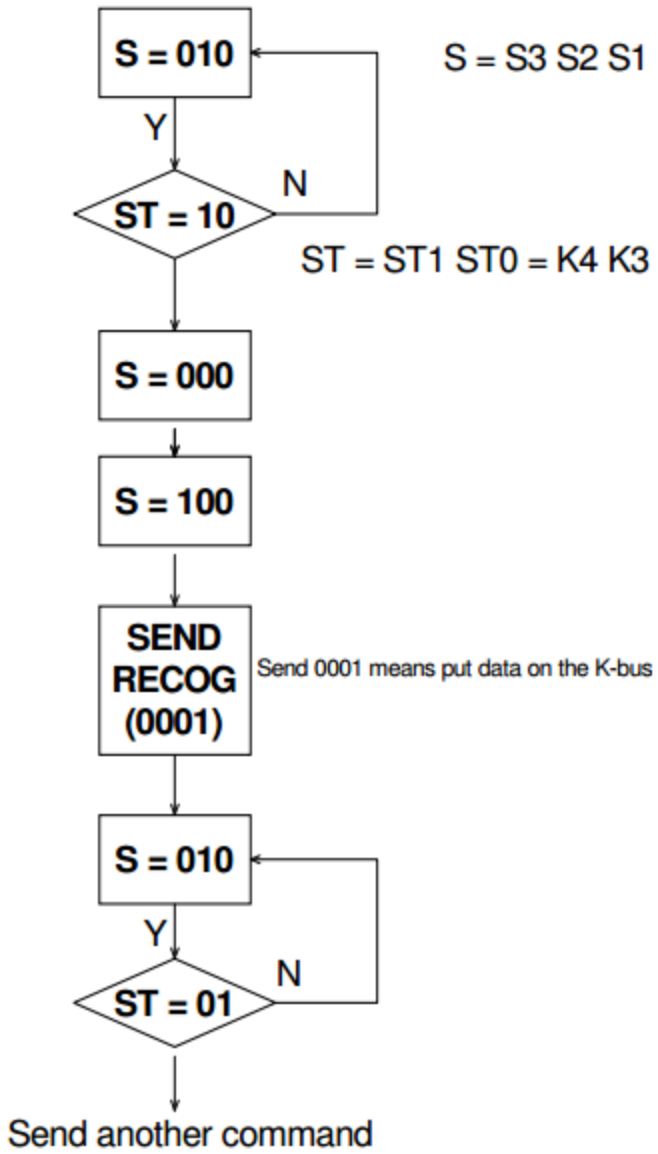 S = 010
S = S3 S2 S1
Y
N
ST = 10
ST = ST1 ST0 = K4 K3
S = 000
S = 100
SEND
RECOG
(0001)
Send 0001 means put data on the K-bus
S = 010
Y
N
ST = 01
Send another command